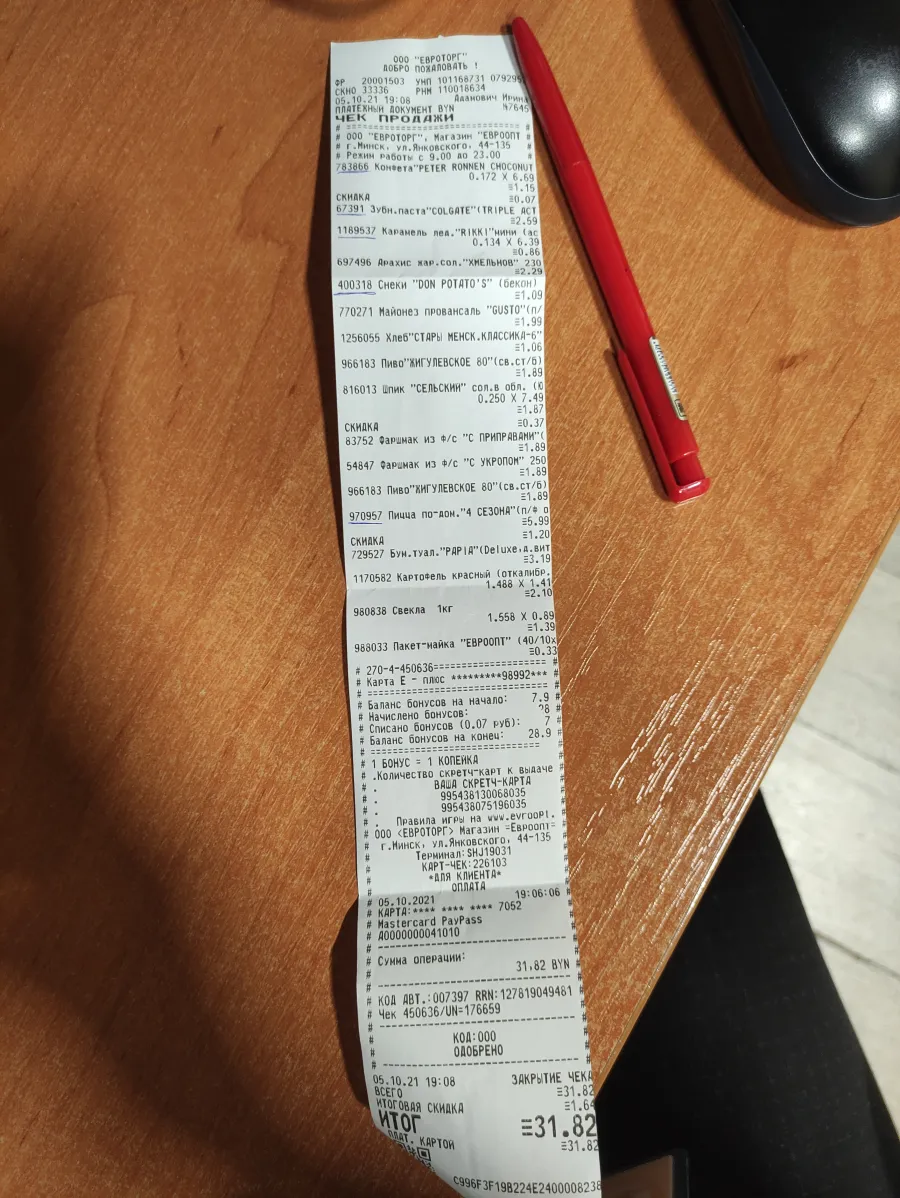 ООО "ЕВРОТОРГ"
ДОБРО ПОЖАЛОВАТЬ !
ФР 20001503 УНП 101168731 079295
СКНО 33336 РНМ 110018634
05.10.21 19:08 Аданович Ирина
ПЛАТЕЖНЫЙ ДОКУМЕНТ BYN №7645
ЧЕК ПРОДАЖИ
# ============================ #
# ООО "ЕВРОТОРГ", Магазин "ЕВРООПТ #
# г.Минск, ул.Янковского, 44-135 #
# Режим работы с 9.00 до 23.00 #
783866 Конфета"PETER RONNEN CHOCONUT
0.172 X 6.69
≡1.15
СКИДКА ≡0.07
67391 Зубн.паста"COLGATE"(TRIPLE ACT
≡2.59
1189537 Карамель лед."RIKKI"мини (ас
0.134 X 6.39
≡0.86
697496 Арахис жар.сол."ХМЕЛЬНОВ" 230
≡2.29
400318 Снеки "DON POTATO'S" (бекон)
≡1.09
770271 Майонез провансаль "GUSTO"(п/
≡1.99
1256055 Хлеб"СТАРЫ МЕНСК.КЛАССИКА-6"
≡1.06
966183 Пиво"ЖИГУЛЕВСКОЕ 80"(св.ст/б)
≡1.89
816013 Шпик "СЕЛЬСКИЙ" сол.в обл. (Ю
0.250 X 7.49
≡1.87
СКИДКА ≡0.37
83752 Фаршмак из ф/с "С ПРИПРАВАМИ"(
≡1.89
54847 Фаршмак из ф/с "С УКРОПОМ" 250
≡1.89
966183 Пиво"ЖИГУЛЕВСКОЕ 80"(св.ст/б)
≡1.89
970957 Пицца по-дом."4 СЕЗОНА"(п/ф о
≡5.99
СКИДКА ≡1.20
729527 Бум.туал."PAPIA"(Deluxe,д.вит
≡3.19
1170582 Картофель красный (откалибр.
1.488 X 1.41
≡2.10
980838 Свекла 1кг
1.558 X 0.89
≡1.39
988033 Пакет-майка "ЕВРООПТ" (40/10х
≡0.33
# 270-4-450636==================== #
# Карта Е - плюс *********98992*** #
# ============================== #
# Баланс бонусов на начало: 7.9 #
# Начислено бонусов: 28 #
# Списано бонусов (0.07 руб): 7 #
# Баланс бонусов на конец: 28.9 #
# ============================ #
# 1 БОНУС = 1 КОПЕЙКА #
# .Количество скретч-карт к выдаче #
# . ВАША СКРЕТЧ-КАРТА #
# . 995438130068035 #
# . 995438075196035 #
# . Правила игры на www.evroopt. #
# ООО <ЕВРОТОРГ> Магазин =Евроопт= #
# г.Минск, ул.Янковского, 44-135 #
# Терминал:SHJ19031 #
# КАРТ-ЧЕК:226103 #
# *ДЛЯ КЛИЕНТА* #
# ОПЛАТА #
# 05.10.2021 19:06:06 #
# КАРТА:**** **** **** 7052 #
# Mastercard PayPass #
# A0000000041010 #
# ------------------------------ #
# Сумма операции: #
# 31,82 BYN #
# ------------------------------ #
# КОД АВТ.:007397 RRN:127819049481 #
# Чек 450636/UN=176659 #
# ------------------------------ #
# КОД:000 #
# ОДОБРЕНО #
# ------------------------------ #
05.10.21 19:08 ЗАКРЫТИЕ ЧЕКА
ВСЕГО ≡31.82
ИТОГОВАЯ СКИДКА ≡1.64
ИТОГ ≡31.82
ПЛАТ. КАРТОЙ ≡31.82
C996F3F19B224E2400008238